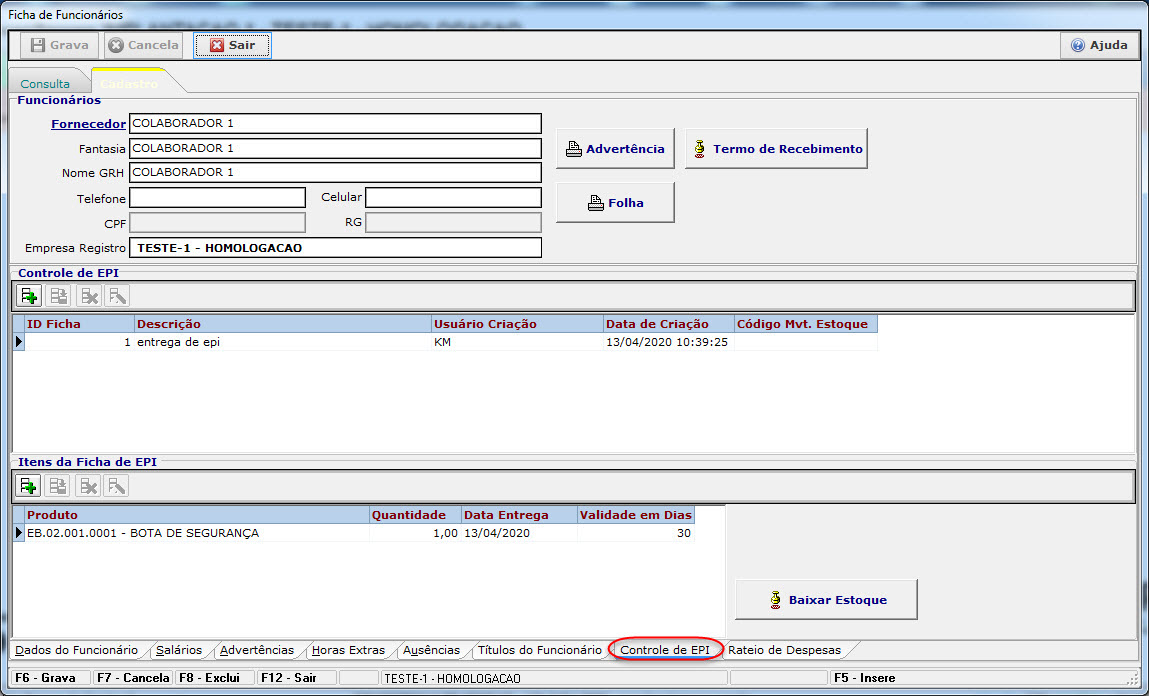 Ficha de Funcionários
Grava Cancela Sair Ajuda
Consulta Cadastro
Funcionários
Fornecedor COLABORADOR 1
Fantasia COLABORADOR 1
Nome GRH COLABORADOR 1
Telefone Celular
CPF RG
Empresa Registro TESTE-1 - HOMOLOGACAO
Advertência Termo de Recebimento
Folha
Controle de EPI
ID Ficha Descrição Usuário Criação Data de Criação Código Mvt. Estoque
1 entrega de epi KM 13/04/2020 10:39:25
Itens da Ficha de EPI
Produto Quantidade Data Entrega Validade em Dias
EB.02.001.0001 - BOTA DE SEGURANÇA 1,00 13/04/2020 30
Baixar Estoque
Dados do Funcionário Salários Advertências Horas Extras Ausências Títulos do Funcionário Controle de EPI Rateio de Despesas
F6 - Grava F7 - Cancela F8 - Exclui F12 - Sair TESTE-1 - HOMOLOGACAO F5 - Insere